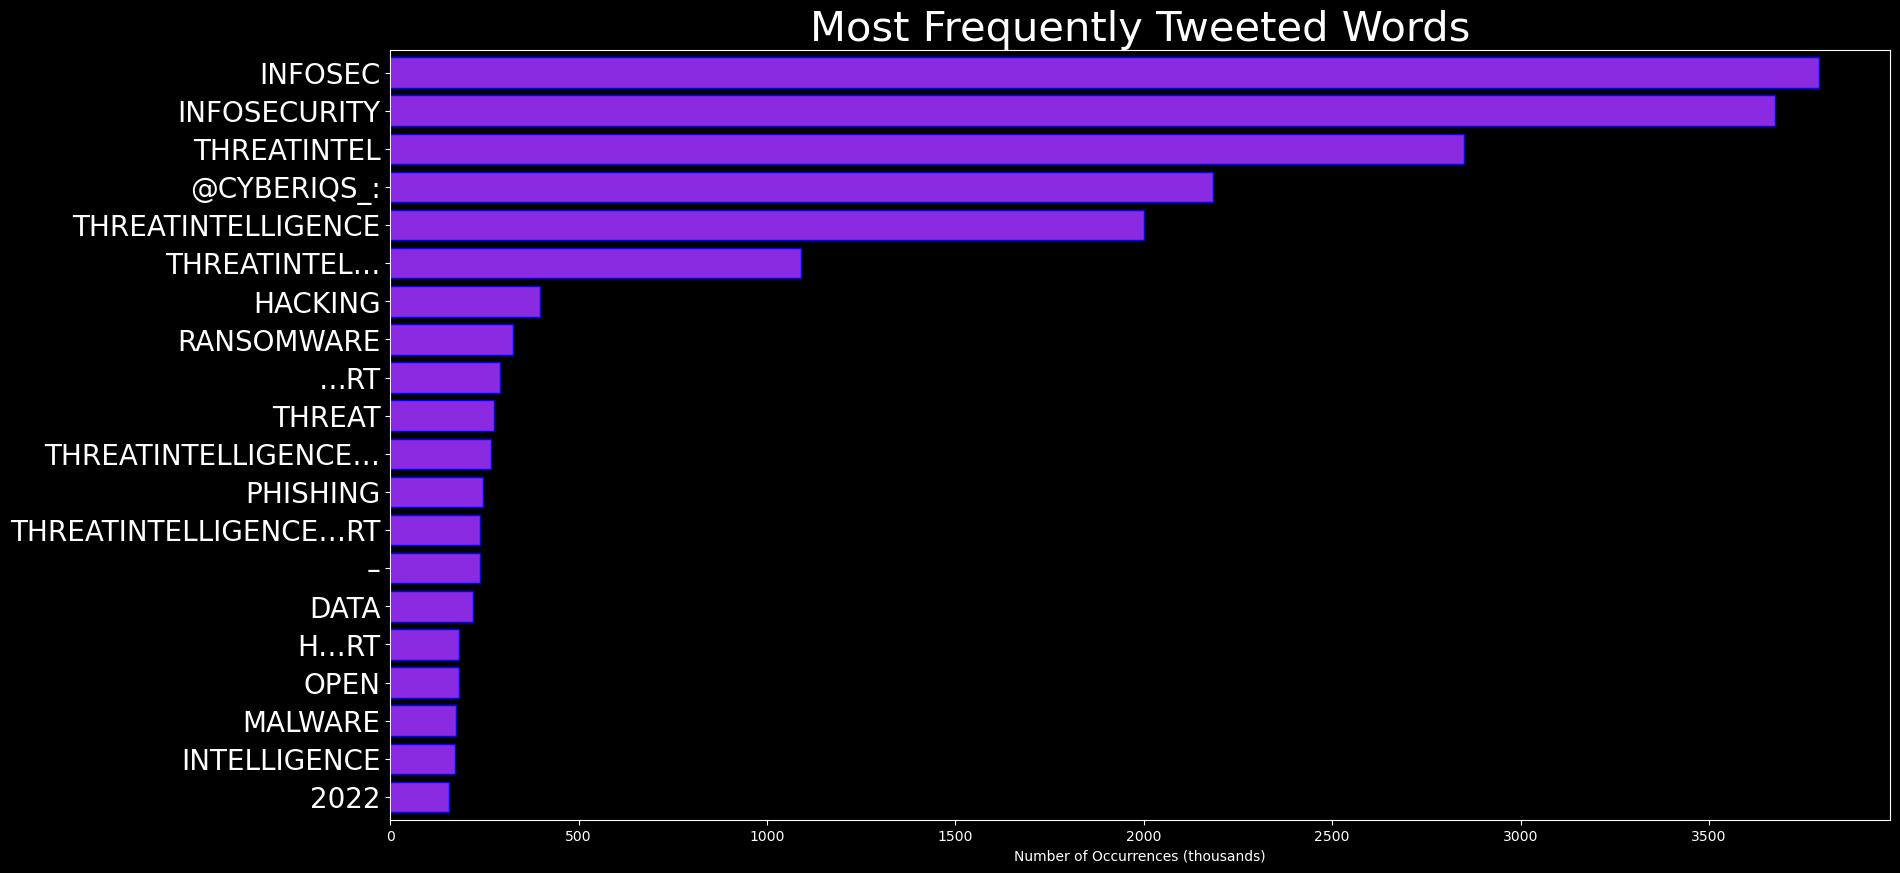 Most Frequently Tweeted Words
INFOSEC
INFOSECURITY
THREATINTEL
@CYBERIQS_:
THREATINTELLIGENCE
THREATINTEL…
HACKING
RANSOMWARE
…RT
THREAT
THREATINTELLIGENCE…
PHISHING
THREATINTELLIGENCE…RT
–
DATA
H…RT
OPEN
MALWARE
INTELLIGENCE
2022
0 500 1000 1500 2000 2500 3000 3500
Number of Occurrences (thousands)